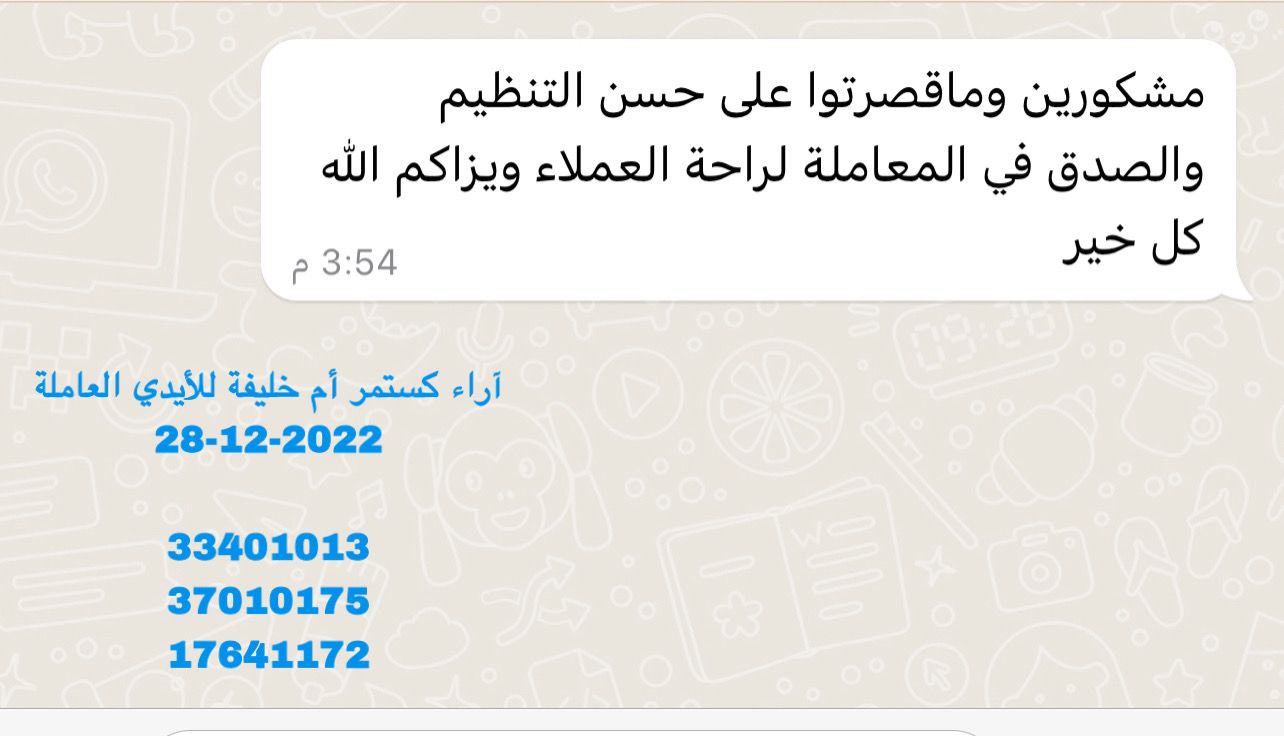 مشكورين وماقصرتوا على حسن التنظيم
والصدق في المعاملة لراحة العملاء ويزاكم الله
كل خير
3:54 م
آراء كستمر أم خليفة للأيدي العاملة
28-12-2022
33401013
37010175
17641172